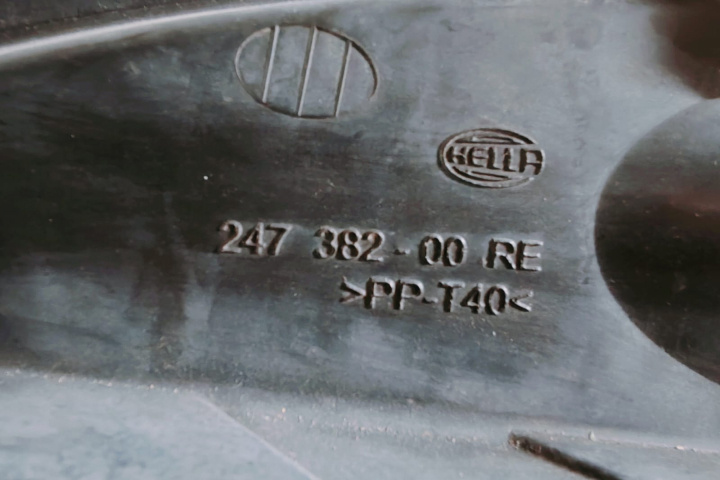 HELLA
247 382-00 RE
>PP-T40<